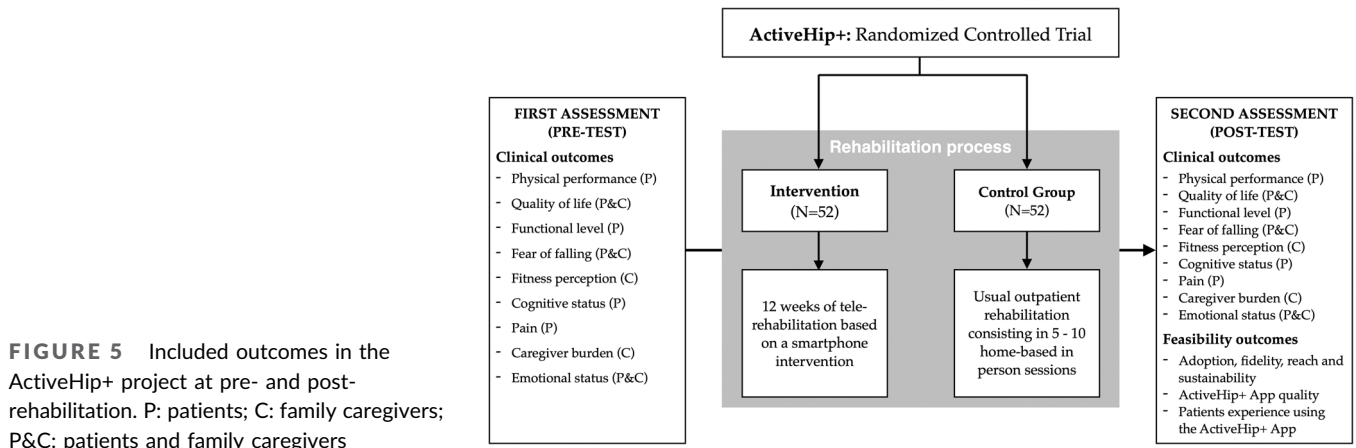 ActiveHip+: Randomized Controlled Trial
FIRST ASSESSMENT
(PRE-TEST)
Clinical outcomes
- Physical performance (P)
- Quality of life (P&C)
- Functional level (P)
- Fear of falling (P&C)
- Fitness perception (C)
- Cognitive status (P)
- Pain (P)
- Caregiver burden (C)
- Emotional status (P&C)
Rehabilitation process
Intervention
(N=52)
12 weeks of tele-
rehabilitation based
on a smartphone
intervention
Control Group
(N=52)
Usual outpatient
rehabilitation
consisting in 5 - 10
home-based in
person sessions
SECOND ASSESSMENT
(POST-TEST)
Clinical outcomes
- Physical performance (P)
- Quality of life (P&C)
- Functional level (P)
- Fear of falling (P&C)
- Fitness perception (C)
- Cognitive status (P)
- Pain (P)
- Caregiver burden (C)
- Emotional status (P&C)
Feasibility outcomes
- Adoption, fidelity, reach and
sustainability
- ActiveHip+ App quality
- Patients experience using
the ActiveHip+ App
FIGURE 5 Included outcomes in the
ActiveHip+ project at pre- and post-
rehabilitation. P: patients; C: family caregivers;
P&C: patients and family caregivers